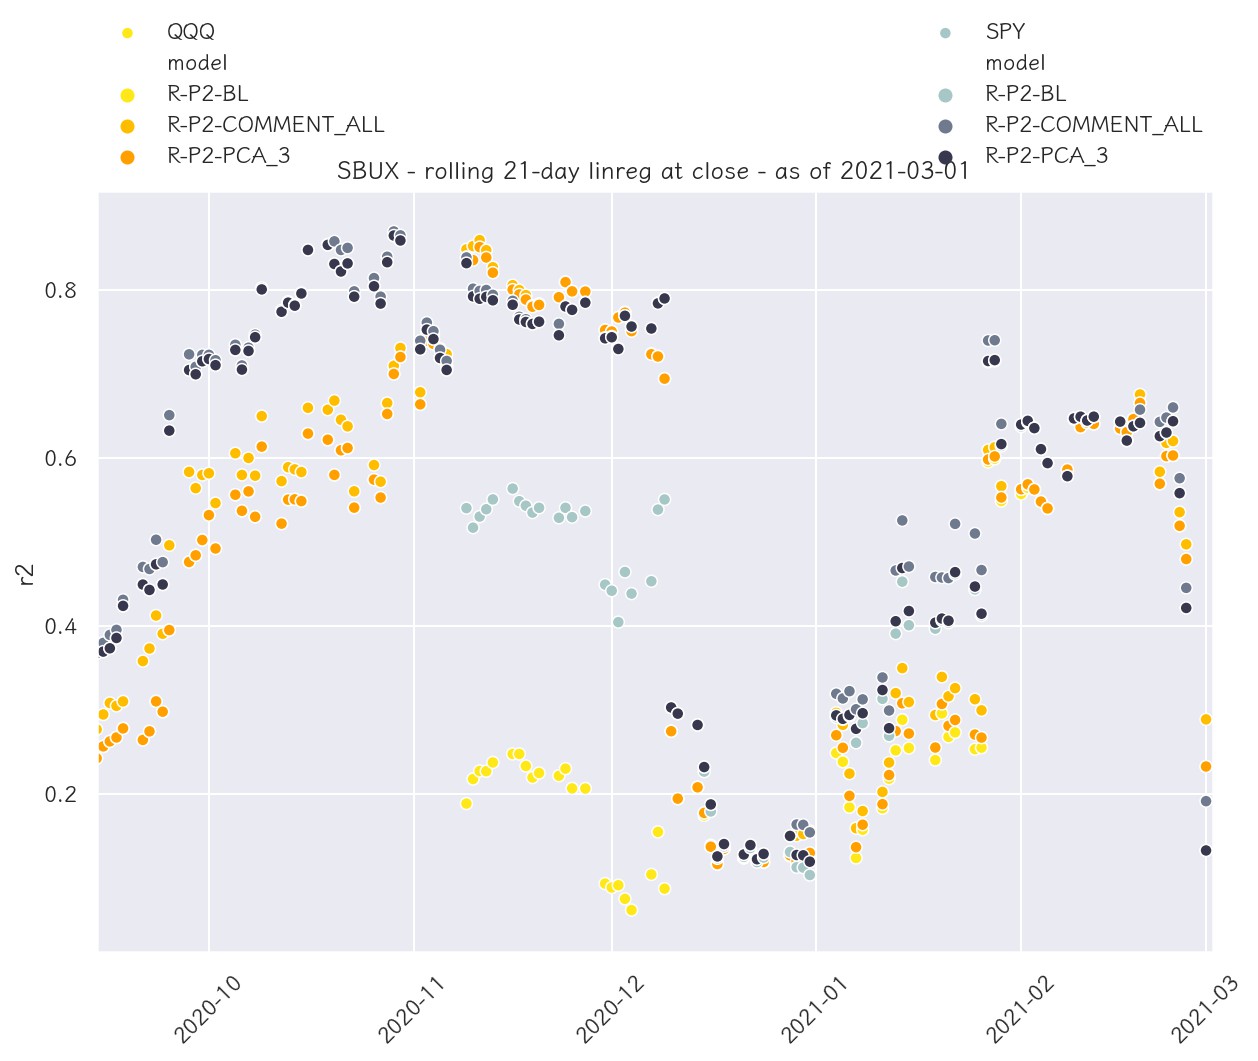 QQQ
model
R-P2-BL
R-P2-COMMENT_ALL
R-P2-PCA_3
SPY
model
R-P2-BL
R-P2-COMMENT_ALL
R-P2-PCA_3
SBUX - rolling 21-day linreg at close - as of 2021-03-01
r2
0.8
0.6
0.4
0.2
2020-10
2020-11
2020-12
2021-01
2021-02
2021-03